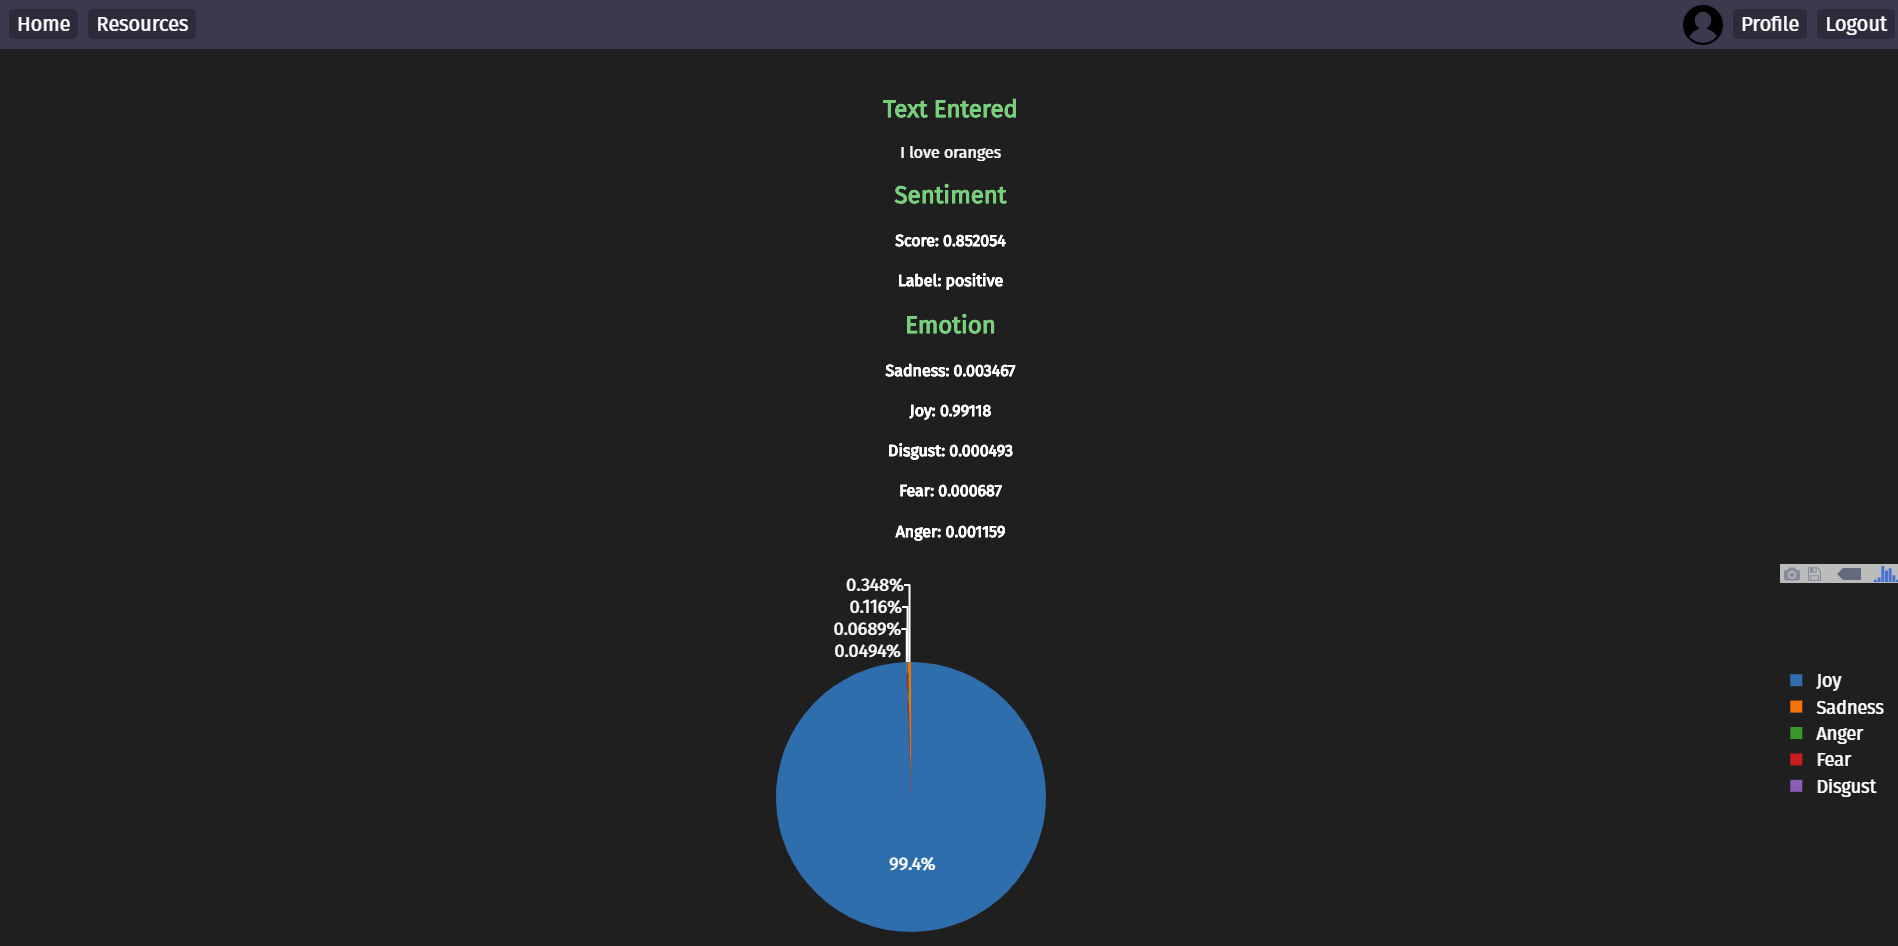 Home Resources Profile Logout
Text Entered
I love oranges
Sentiment
Score: 0.852054
Label: positive
Emotion
Sadness: 0.003467
Joy: 0.99118
Disgust: 0.000493
Fear: 0.000687
Anger: 0.001159
0.348%
0.116%
0.0689%
0.0494%
99.4%
Joy
Sadness
Anger
Fear
Disgust